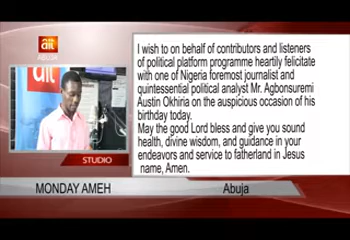 ait
ABUJA
I wish to on behalf of contributors and listeners
of political platform programme heartily felicitate
with one of Nigeria foremost journalist and
quintessential political analyst Mr. Agbonsuremi
Austin Okhiria on the auspicious occasion of his
birthday today.
May the good Lord bless and give you sound
health, divine wisdom, and guidance in your
endeavors and service to fatherland in Jesus
name, Amen.
ait
STUDIO
MONDAY AMEH
Abuja